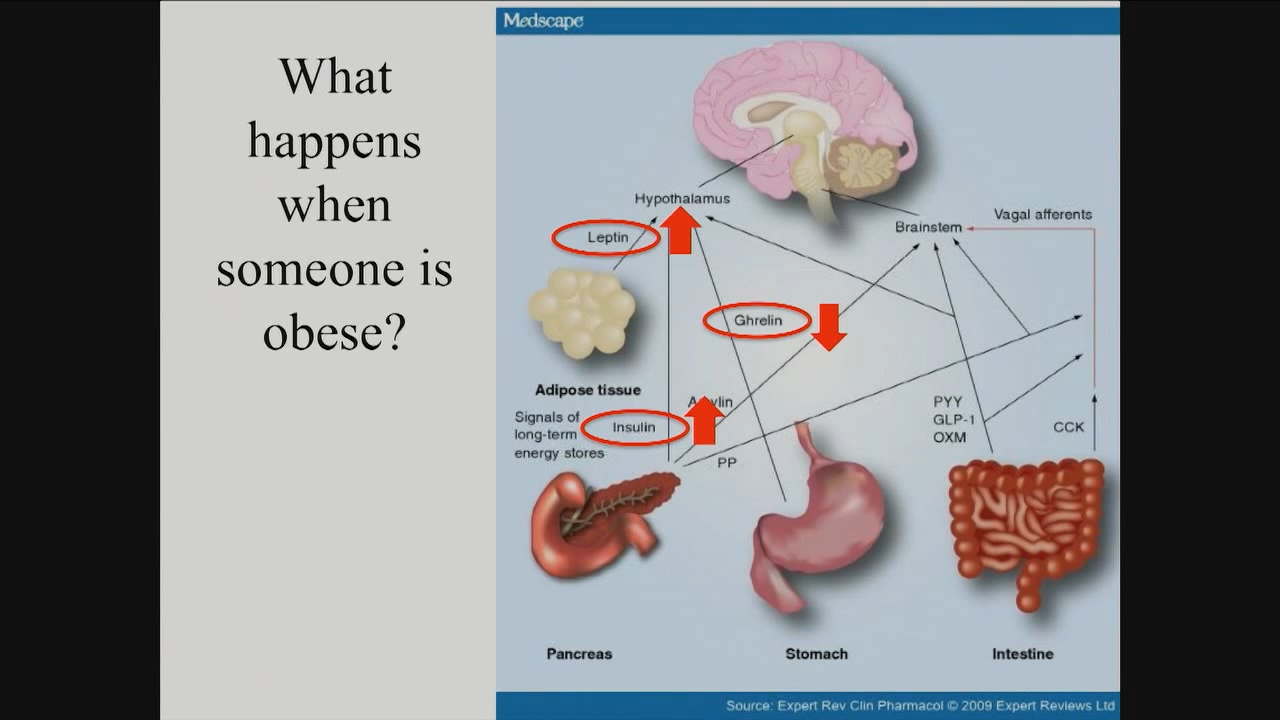 What
happens
when
someone is
obese?
Medscape
Hypothalamus
Leptin
Vagal afferents
Brainstem
Ghrelin
Adipose tissue
Signals of
long-term
energy stores
Insulin
PP
PYY
GLP-1
OXM
CCK
Pancreas
Stomach
Intestine
Source: Expert Rev Clin Pharmacol © 2009 Expert Reviews Ltd